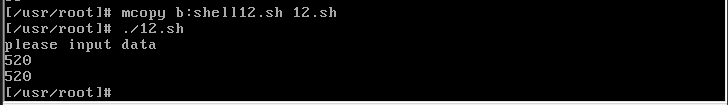 [/usr/root]# mcopy b:shell12.sh 12.sh
[/usr/root]# ./12.sh
please input data
520
520
[/usr/root]#